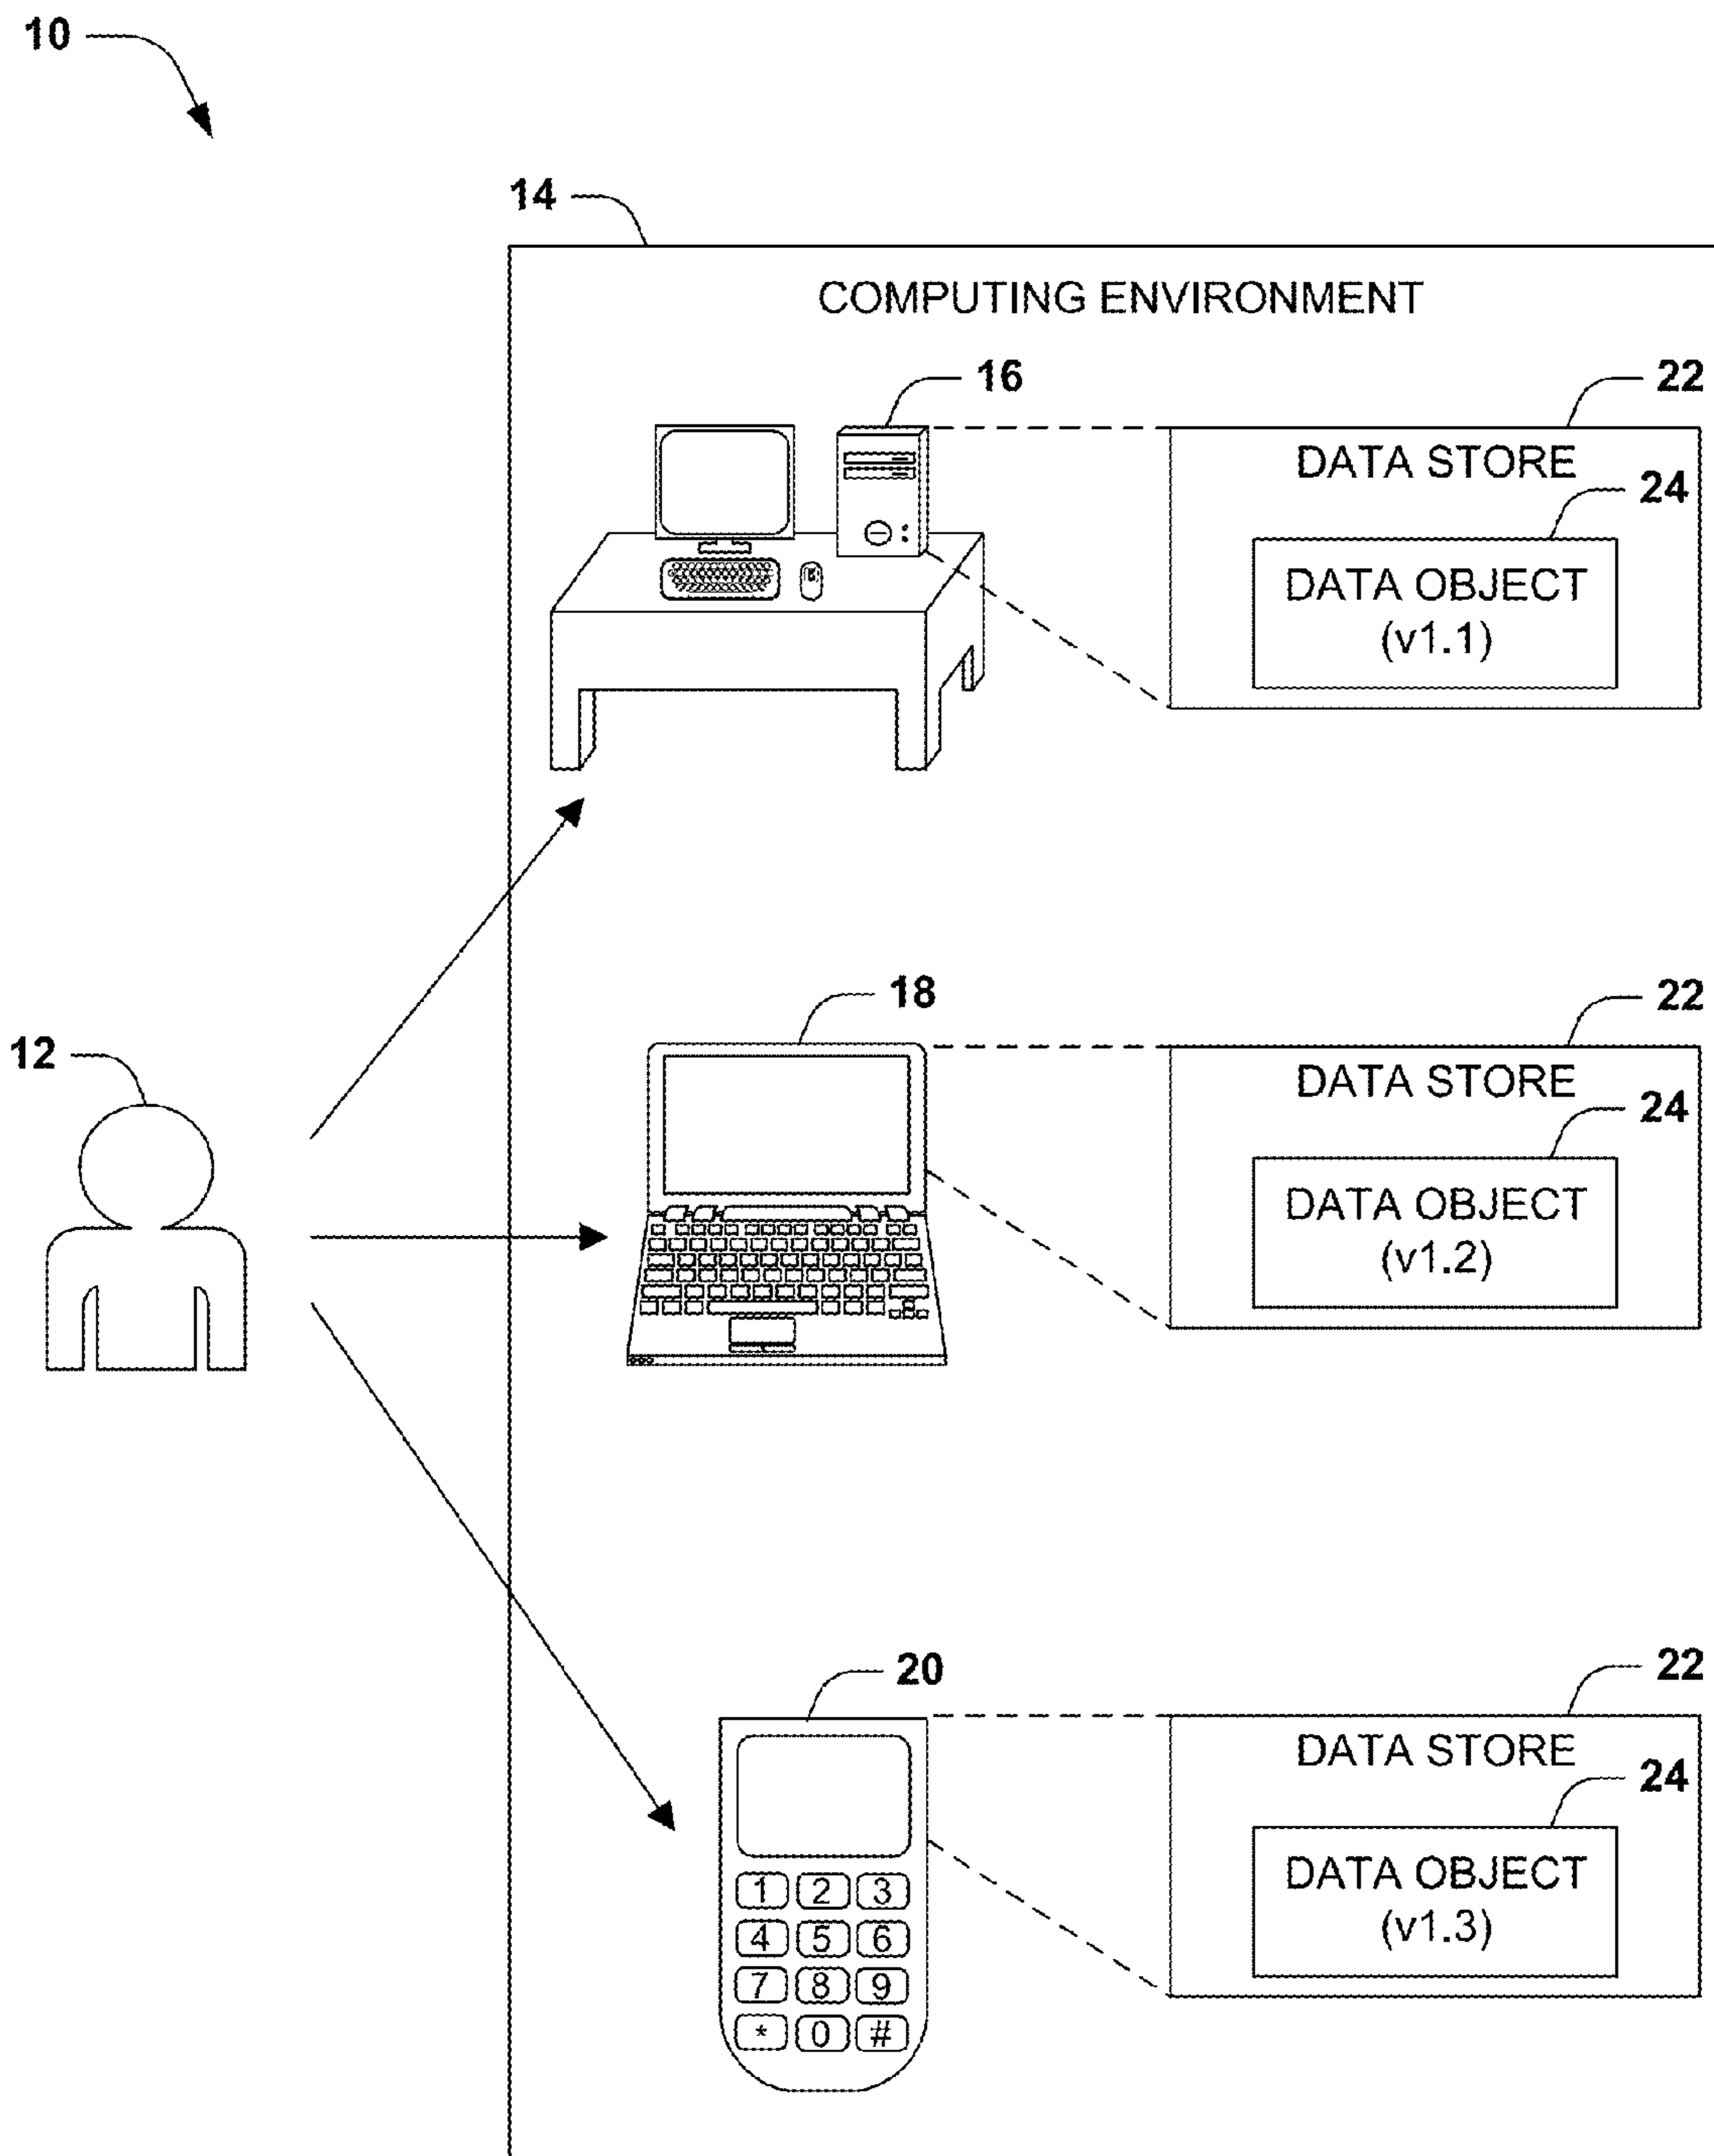 10
14
COMPUTING ENVIRONMENT
16
22
DATA STORE
24
DATA OBJECT
(v1.1)
18
22
12
DATA STORE
24
DATA OBJECT
(v1.2)
20
22
DATA STORE
24
DATA OBJECT
(v1.3)
1 2 3
4 5 6
7 8 9
* 0 #